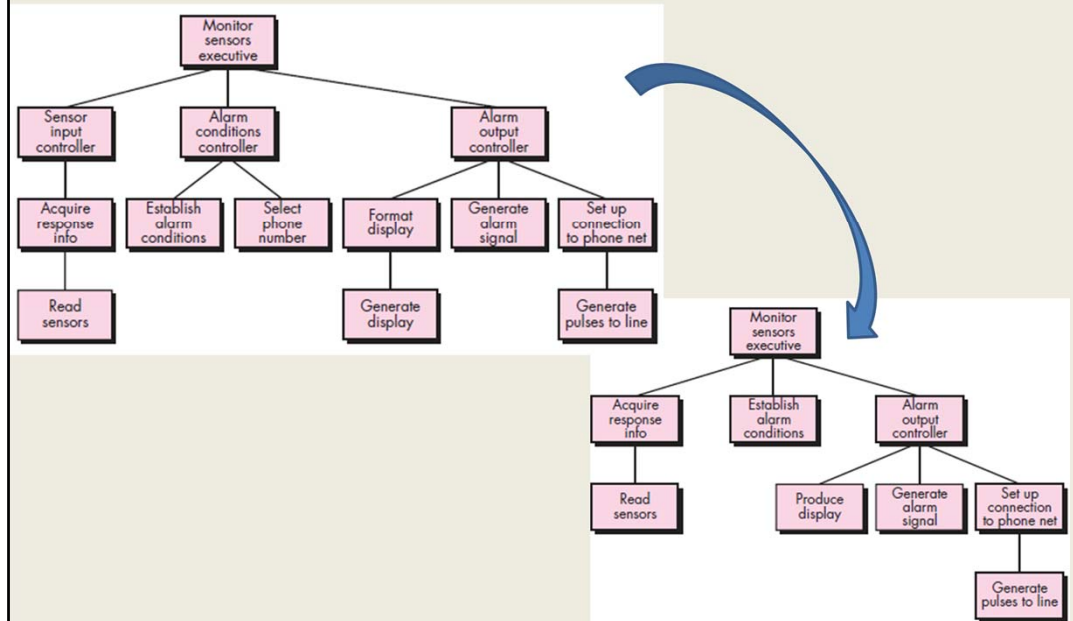 Monitor
sensors
executive
Sensor
input
controller
Alarm
conditions
controller
Alarm
output
controller
Acquire
response
info
Establish
alarm
conditions
Select
phone
number
Format
display
Generate
alarm
signal
Set up
connection
to phone net
Read
sensors
Generate
display
Generate
pulses to line
Monitor
sensors
executive
Acquire
response
info
Establish
alarm
conditions
Alarm
output
controller
Read
sensors
Produce
display
Generate
alarm
signal
Set up
connection
to phone net
Generate
pulses to line